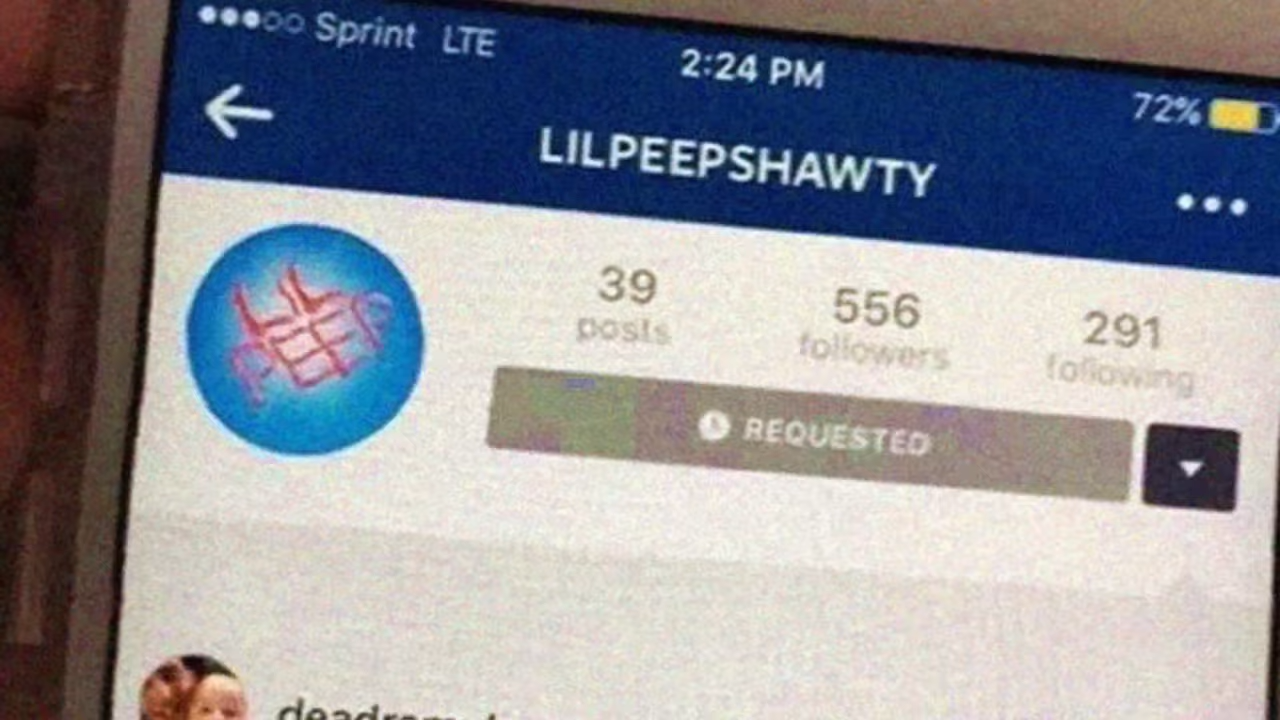 Sprint LTE
2:24 PM
72%
LILPEEPSHAWTY
39
posts
556
followers
291
following
REQUESTED